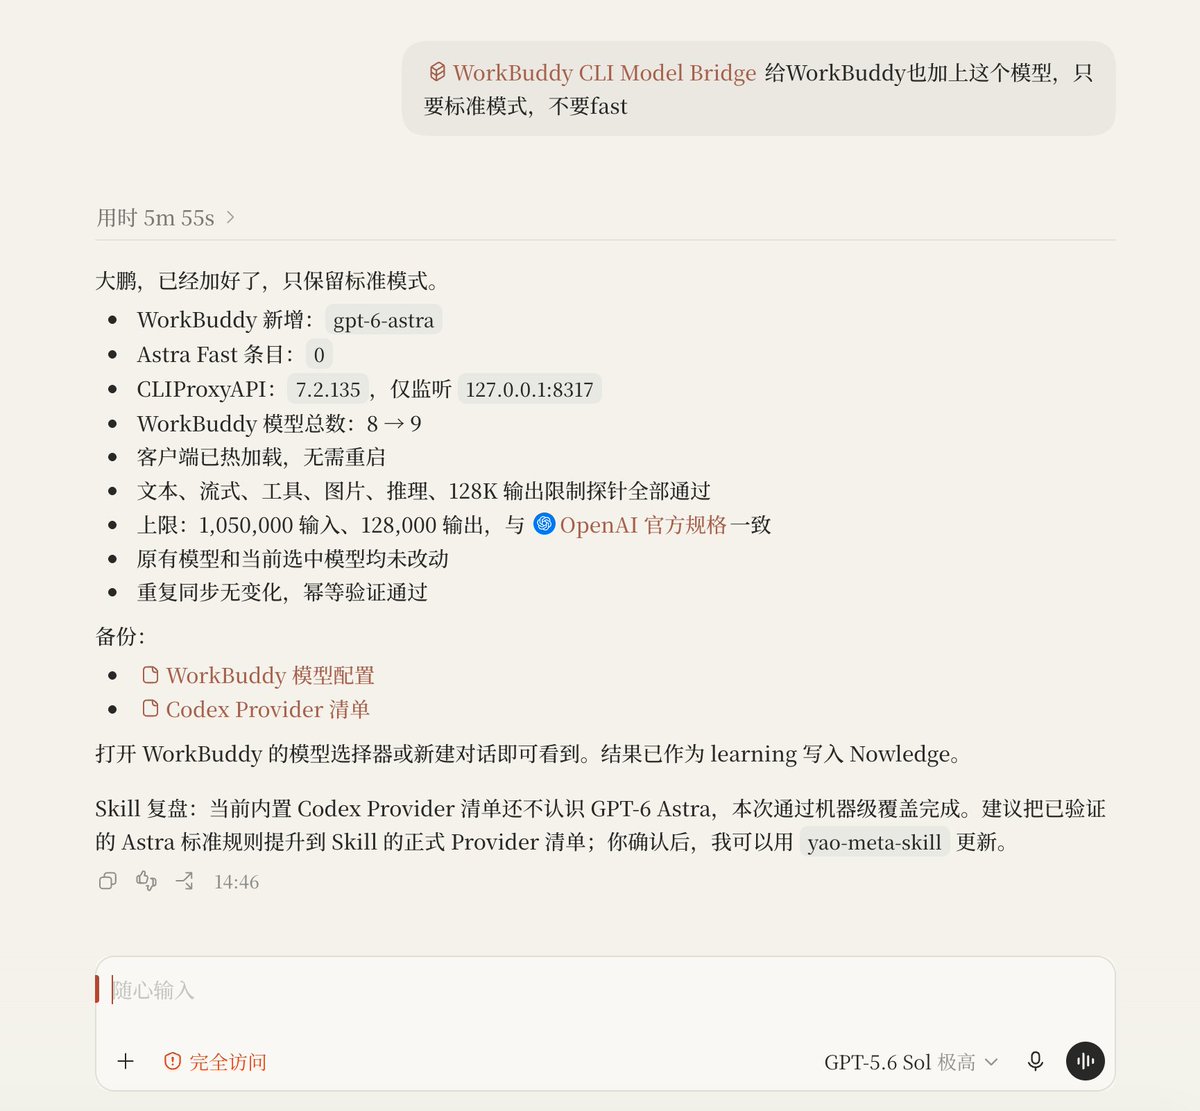 WorkBuddy CLI Model Bridge 给WorkBuddy也加上这个模型，只
要标准模式，不要fast
用时 5m 55s
大鹏，已经加好了，只保留标准模式。
WorkBuddy 新增：gpt-6-astra
Astra Fast 条目：0
CLIProxyAPI：7.2.135，仅监听 127.0.0.1:8317
WorkBuddy 模型总数：8 → 9
客户端已热加载，无需重启
文本、流式、工具、图片、推理、128K 输出限制探针全部通过
上限：1,050,000 输入、128,000 输出，与 OpenAI 官方规格一致
原有模型和当前选中模型均未改动
重复同步无变化，幂等验证通过
备份：
WorkBuddy 模型配置
Codex Provider 清单
打开 WorkBuddy 的模型选择器或新建对话即可看到。结果已作为 learning 写入 Nowledge。
Skill 复盘：当前内置 Codex Provider 清单还不认识 GPT-6 Astra，本次通过机器级覆盖完成。建议把已验证
的 Astra 标准规则提升到 Skill 的正式 Provider 清单；你确认后，我可以用 yao-meta-skill 更新。
14:46
随心输入
完全访问
GPT-5.6 Sol 极高